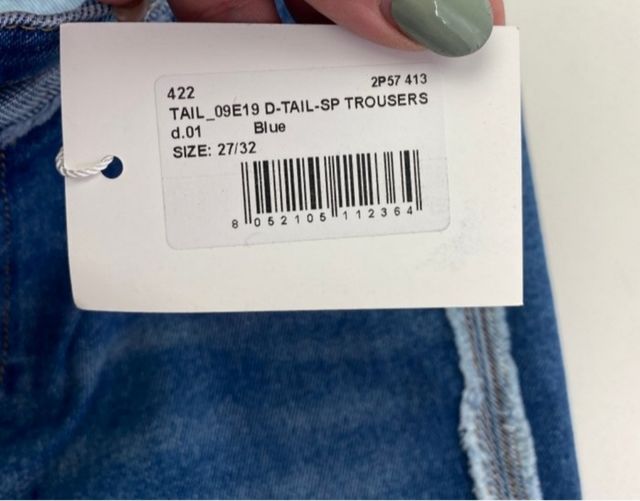 422 2P57 413
TAIL_09E19 D-TAIL-SP TROUSERS
d.01 Blue
SIZE: 27/32
8 052105 112364